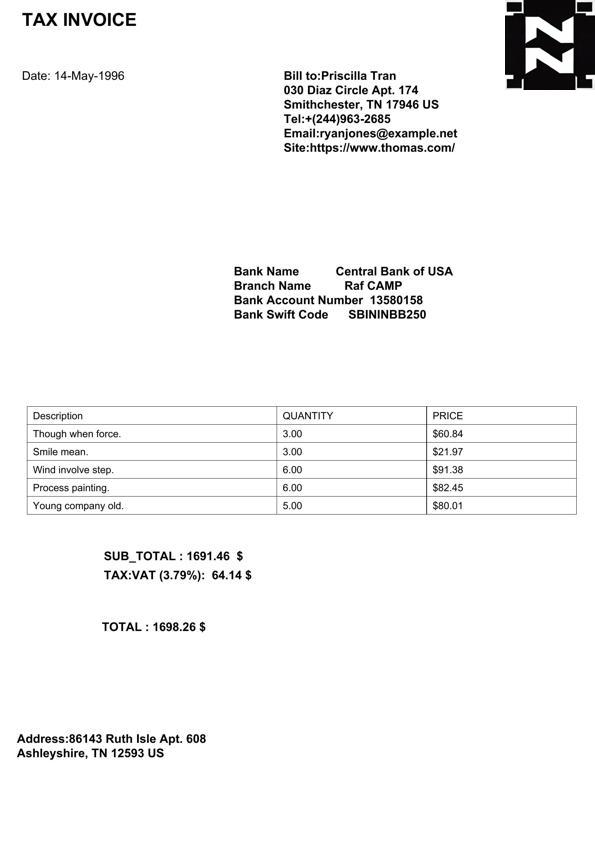 TAX INVOICE
Date: 14-May-1996
Bill to:Priscilla Tran
030 Diaz Circle Apt. 174
Smithchester, TN 17946 US
Tel:+(244)963-2685
Email:ryanjones@example.net
Site:https://www.thomas.com/
Bank Name Central Bank of USA
Branch Name Raf CAMP
Bank Account Number 13580158
Bank Swift Code SBININBB250
Description QUANTITY PRICE
Though when force. 3.00 $60.84
Smile mean. 3.00 $21.97
Wind involve step. 6.00 $91.38
Process painting. 6.00 $82.45
Young company old. 5.00 $80.01
SUB_TOTAL : 1691.46 $
TAX:VAT (3.79%): 64.14 $
TOTAL : 1698.26 $
Address:86143 Ruth Isle Apt. 608
Ashleyshire, TN 12593 US